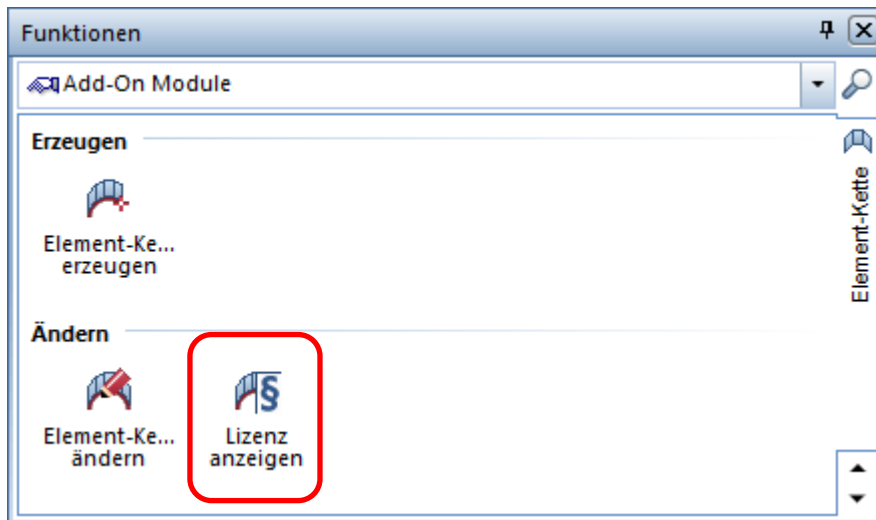 Funktionen
Add-On Module
Erzeugen
Element-Ke...
erzeugen
Element-Kette
Ändern
Element-Ke...
ändern
§
Lizenz
anzeigen